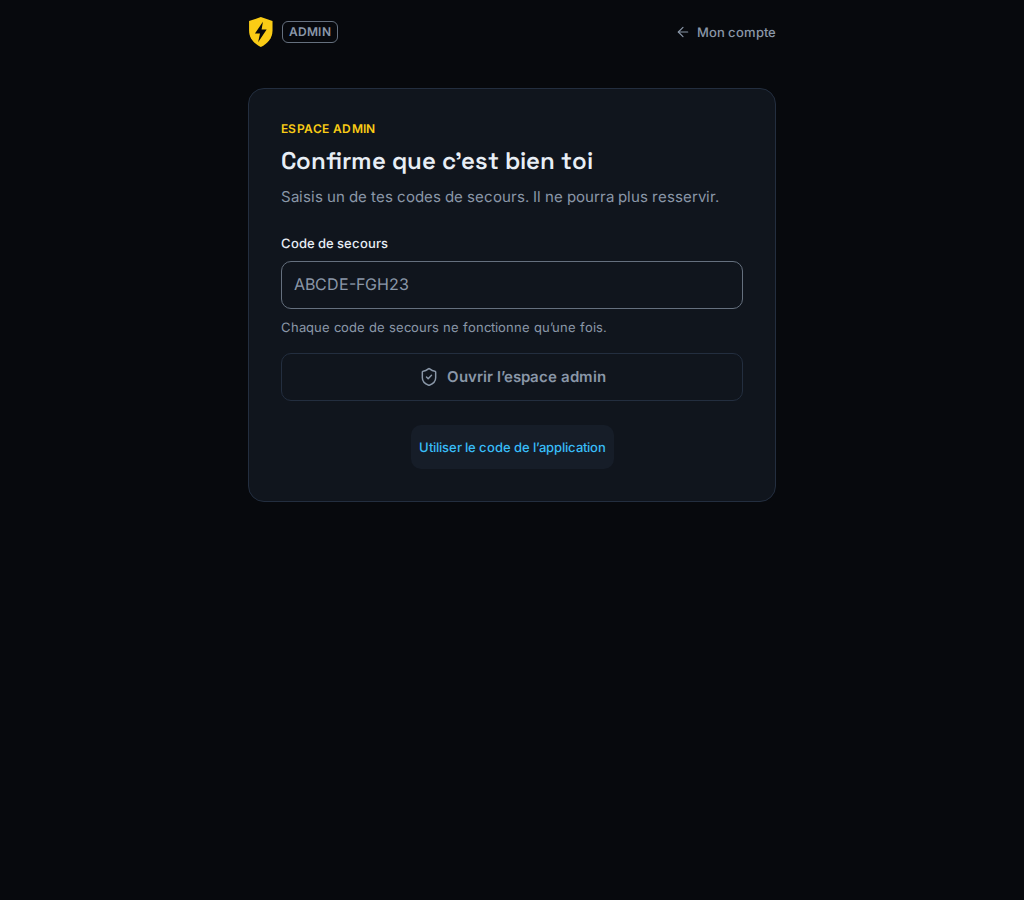 ADMIN
Mon compte
ESPACE ADMIN
Confirme que c’est bien toi
Saisis un de tes codes de secours. Il ne pourra plus resservir.
Code de secours
ABCDE-FGH23
Chaque code de secours ne fonctionne qu’une fois.
Ouvrir l’espace admin
Utiliser le code de l’application